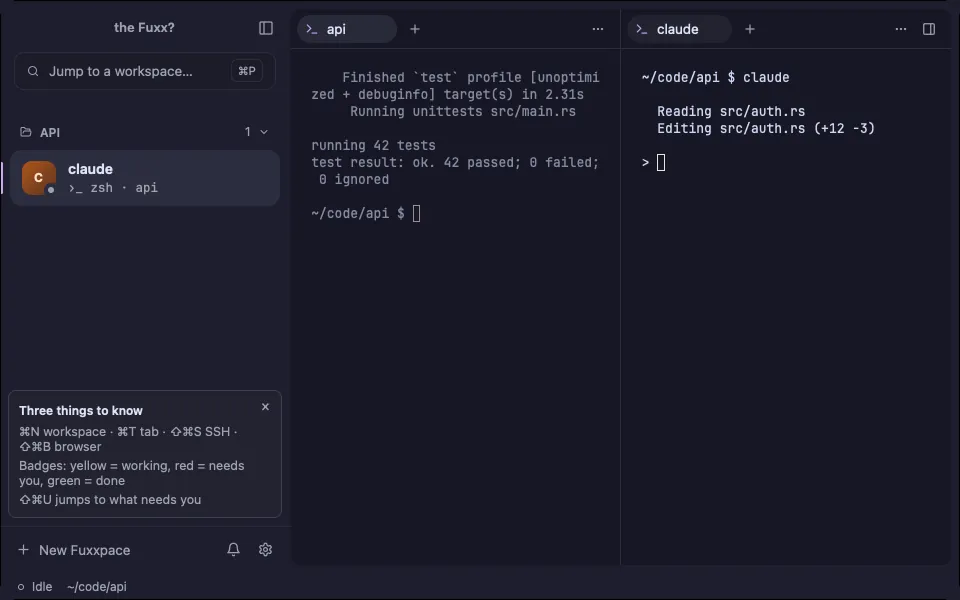 the Fuxx?
Jump to a workspace... ⌘P
API 1
C
claude
>_ zsh · api
Three things to know ×
⌘N workspace · ⌘T tab · ⇧⌘S SSH ·
⇧⌘B browser
Badges: yellow = working, red = needs
you, green = done
⇧⌘U jumps to what needs you
+ New Fuxxpace
Idle ~/code/api
>_ api + ···
    Finished `test` profile [unoptimi
zed + debuginfo] target(s) in 2.31s
     Running unittests src/main.rs
running 42 tests
test result: ok. 42 passed; 0 failed;
 0 ignored
~/code/api $
>_ claude + ···
~/code/api $ claude
  Reading src/auth.rs
  Editing src/auth.rs (+12 -3)
>